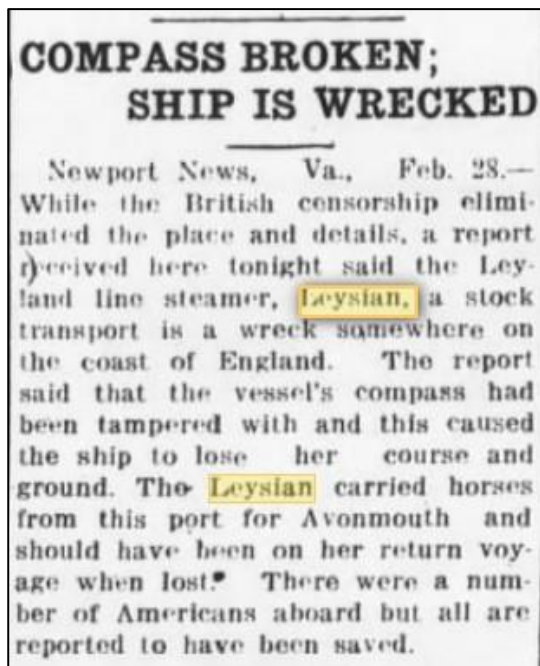 COMPASS BROKEN;
SHIP IS WRECKED
Newport News, Va., Feb. 28.—
While the British censorship elimi-
nated the place and details, a report
received here tonight said the Ley-
land line steamer, Leysian, a stock
transport is a wreck somewhere on
the coast of England. The report
said that the vessel's compass had
been tampered with and this caused
the ship to lose her course and
ground. The Leysian carried horses
from this port for Avonmouth and
should have been on her return voy-
age when lost. There were a num-
ber of Americans aboard but all are
reported to have been saved.